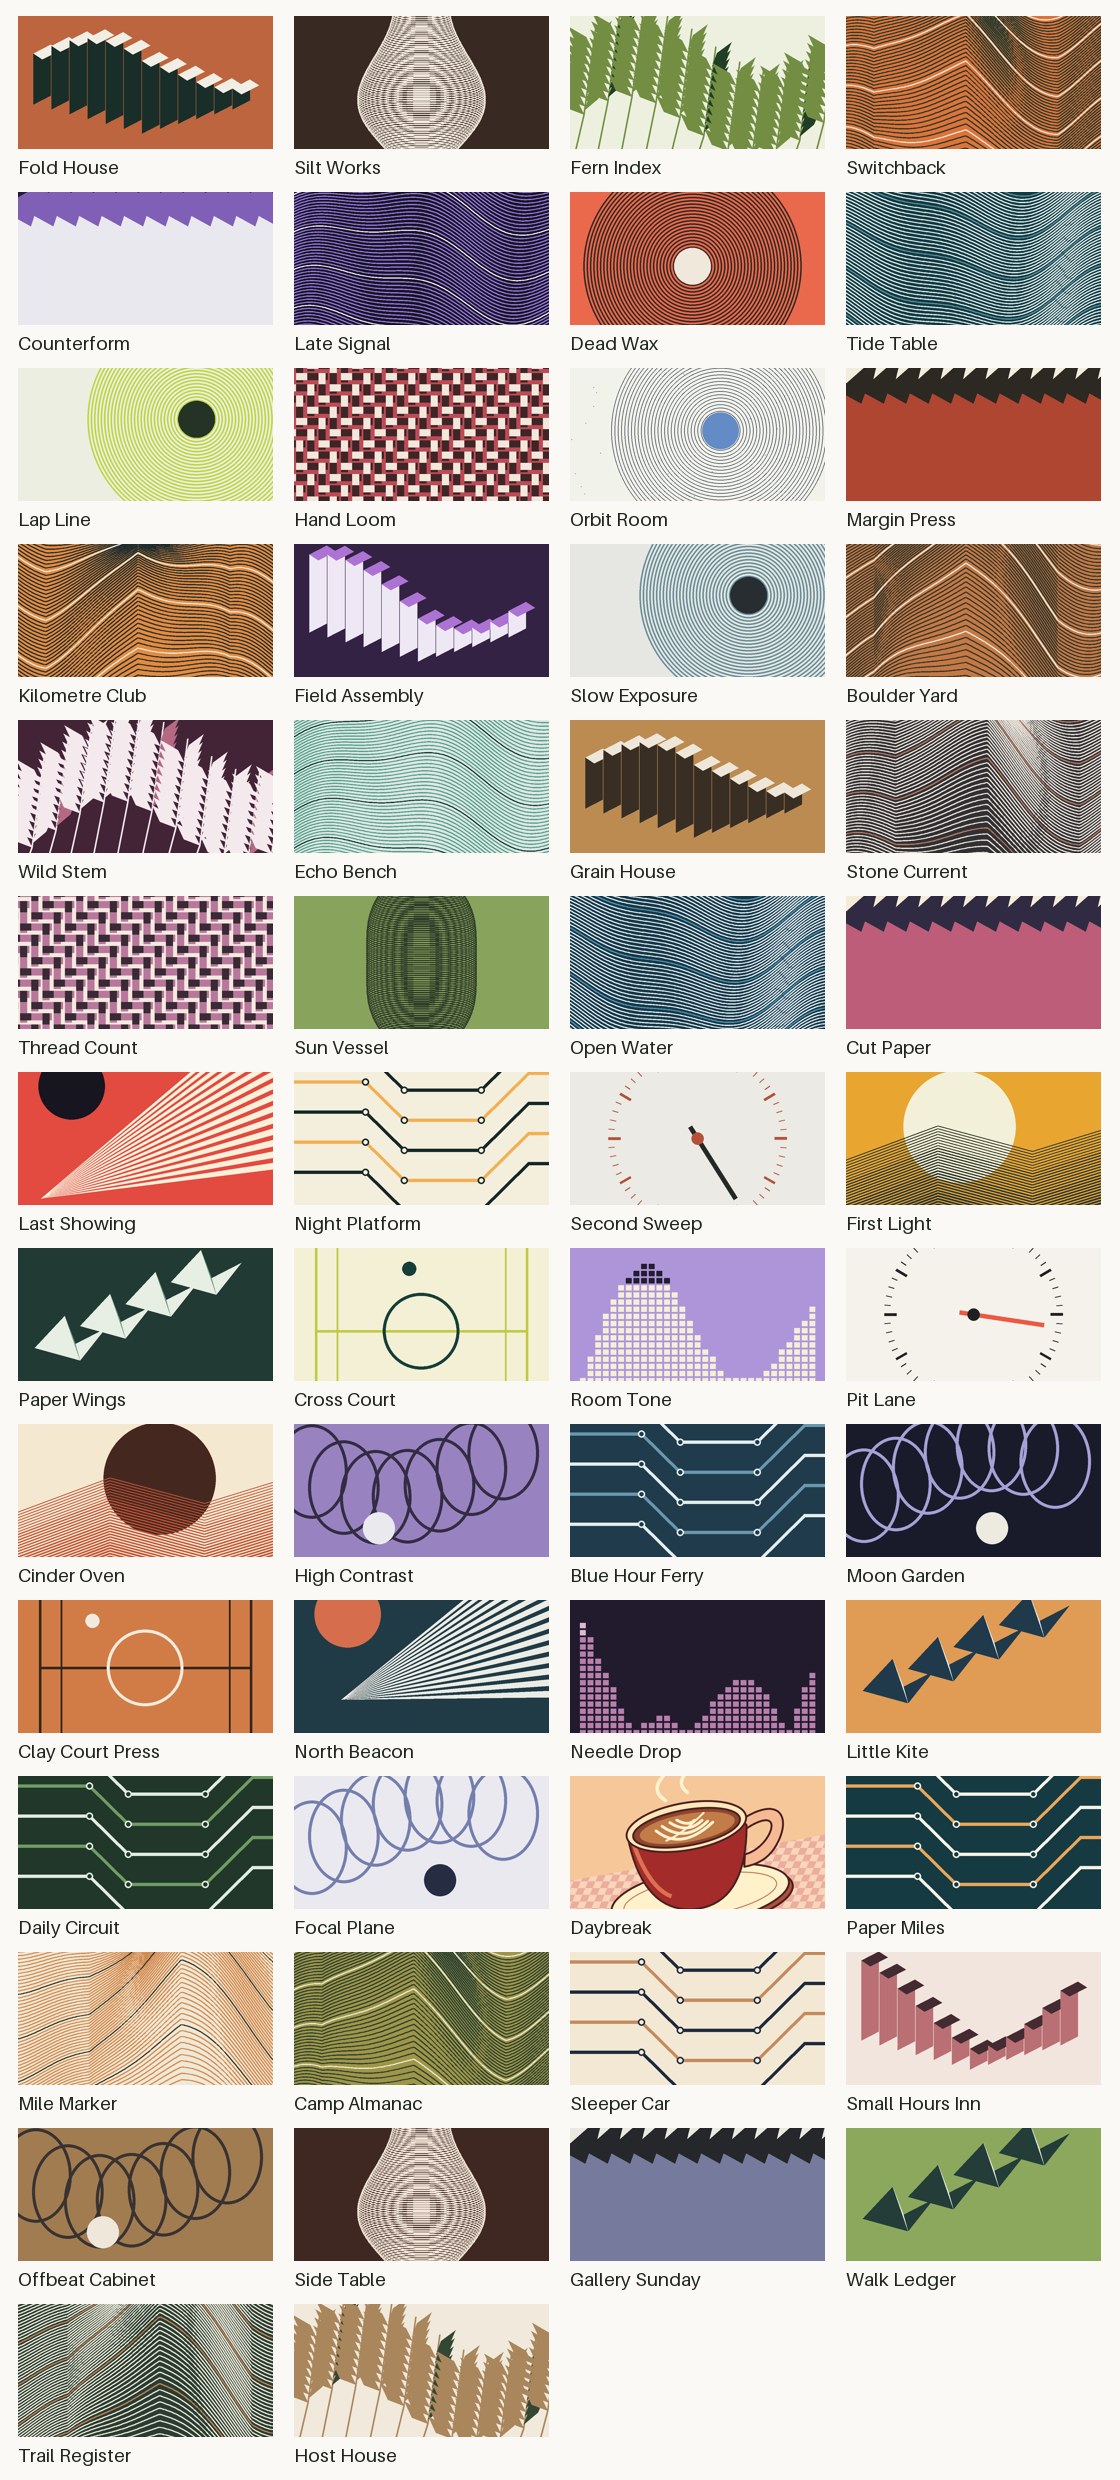 Fold House
Silt Works
Fern Index
Switchback
Counterform
Late Signal
Dead Wax
Tide Table
Lap Line
Hand Loom
Orbit Room
Margin Press
Kilometre Club
Field Assembly
Slow Exposure
Boulder Yard
Wild Stem
Echo Bench
Grain House
Stone Current
Thread Count
Sun Vessel
Open Water
Cut Paper
Last Showing
Night Platform
Second Sweep
First Light
Paper Wings
Cross Court
Room Tone
Pit Lane
Cinder Oven
High Contrast
Blue Hour Ferry
Moon Garden
Clay Court Press
North Beacon
Needle Drop
Little Kite
Daily Circuit
Focal Plane
Daybreak
Paper Miles
Mile Marker
Camp Almanac
Sleeper Car
Small Hours Inn
Offbeat Cabinet
Side Table
Gallery Sunday
Walk Ledger
Trail Register
Host House